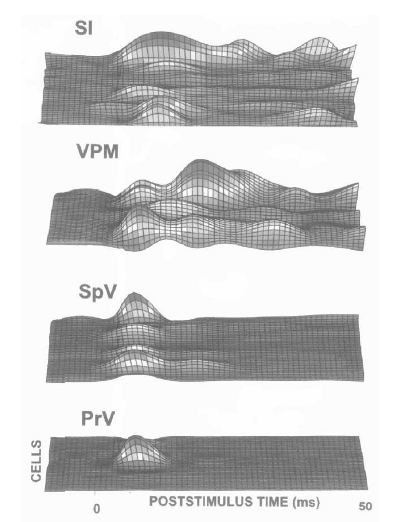 SI
VPM
SpV
PrV
CELLS
0
POSTSTIMULUS TIME (ms)
50